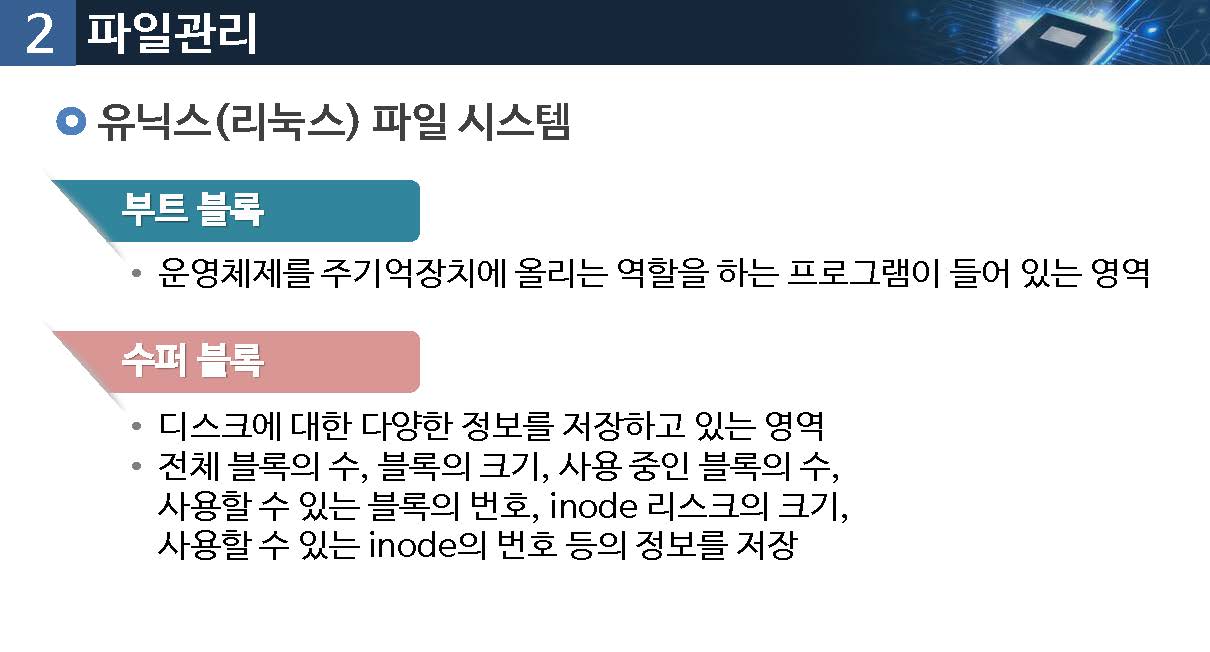 2 파일관리
유닉스(리눅스) 파일 시스템
부트 블록
• 운영체제를 주기억장치에 올리는 역할을 하는 프로그램이 들어 있는 영역
수퍼 블록
• 디스크에 대한 다양한 정보를 저장하고 있는 영역
• 전체 블록의 수, 블록의 크기, 사용 중인 블록의 수,
사용할 수 있는 블록의 번호, inode 리스크의 크기,
사용할 수 있는 inode의 번호 등의 정보를 저장